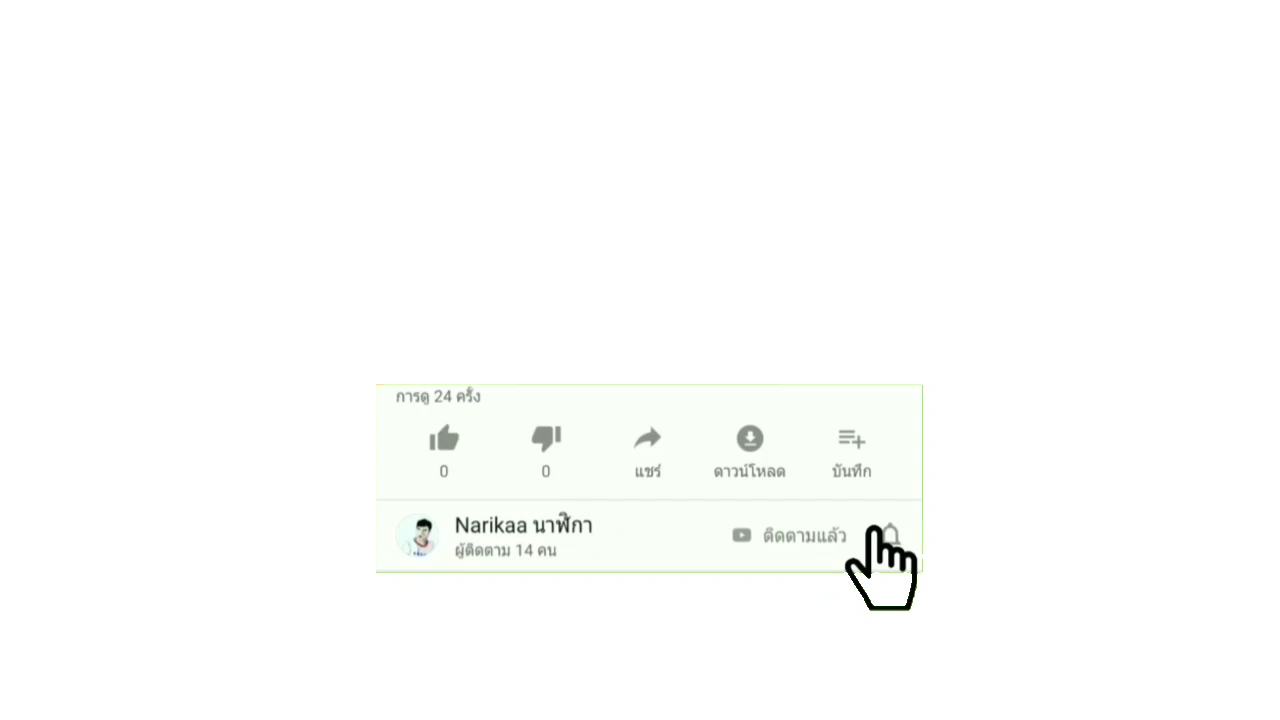 การดู 24 ครั้ง
0 0 แชร์ ดาวน์โหลด บันทึก
Narikaa นาฬิกา
ติดตามแล้ว
ผู้ติดตาม 14 คน